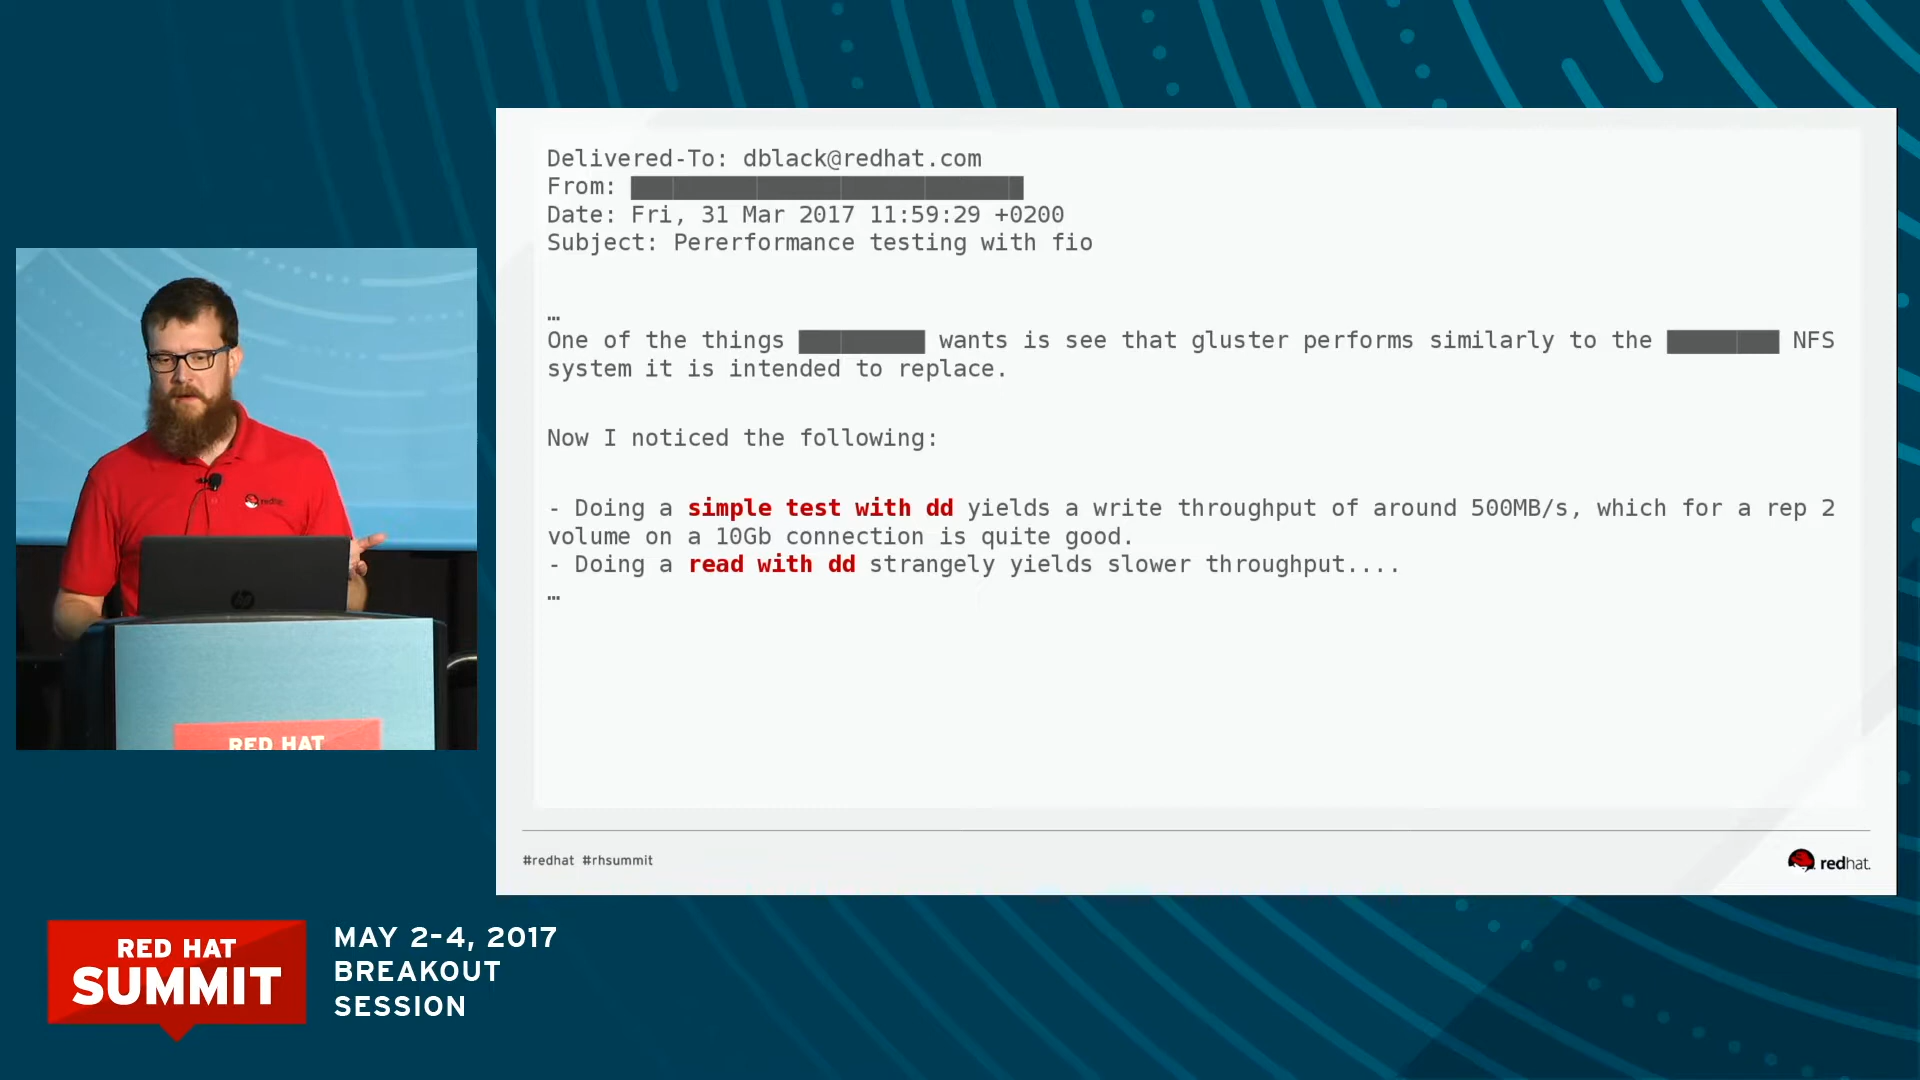 Delivered-To: dblack@redhat.com
From:
Date: Fri, 31 Mar 2017 11:59:29 +0200
Subject: Pererformance testing with fio
…
One of the things wants is see that gluster performs similarly to the NFS
system it is intended to replace.
Now I noticed the following:
- Doing a simple test with dd yields a write throughput of around 500MB/s, which for a rep 2
volume on a 10Gb connection is quite good.
- Doing a read with dd strangely yields slower throughput....
…
#redhat #rhsummit
redhat.
redhat
RED HAT
RED HAT
SUMMIT
MAY 2-4, 2017
BREAKOUT
SESSION